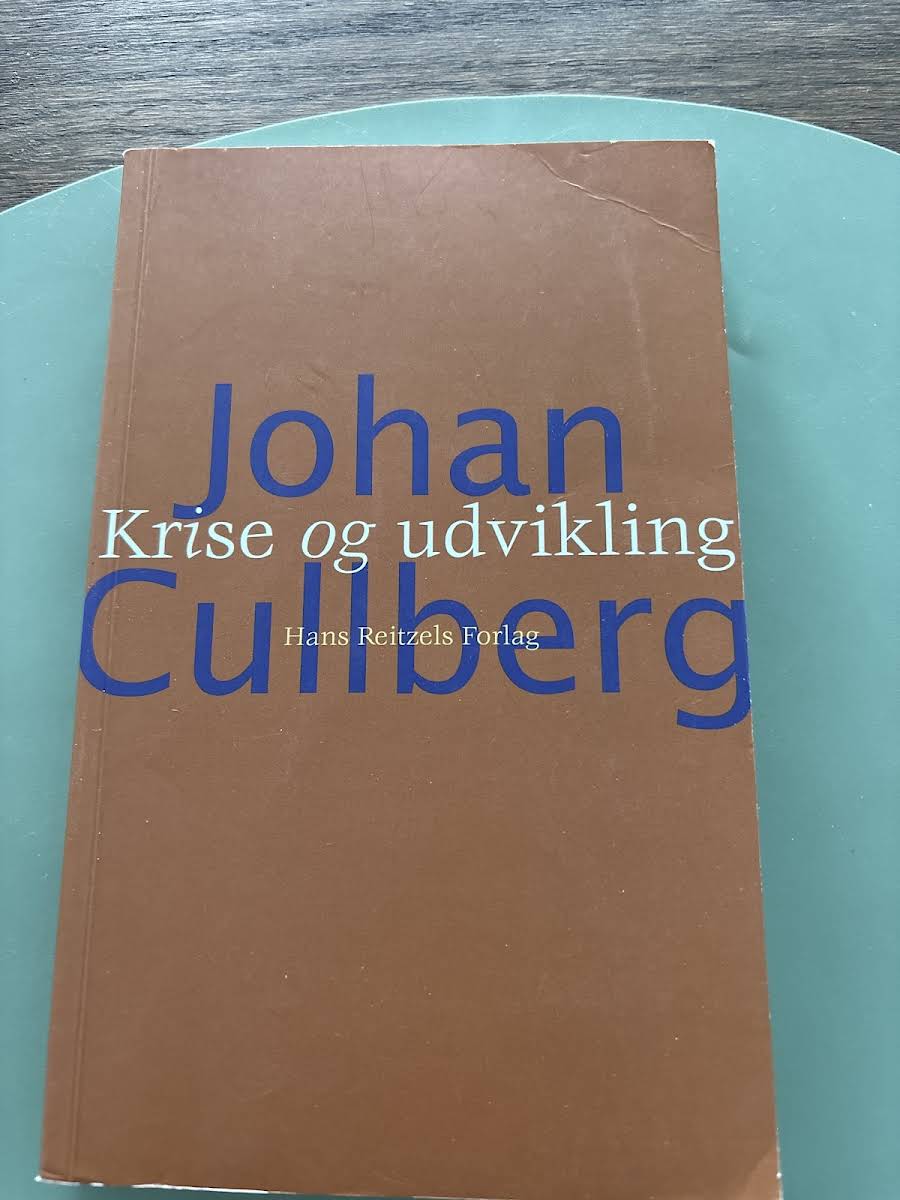 Johan
Krise og udvikling
Cullberg
Hans Reitzels Forlag